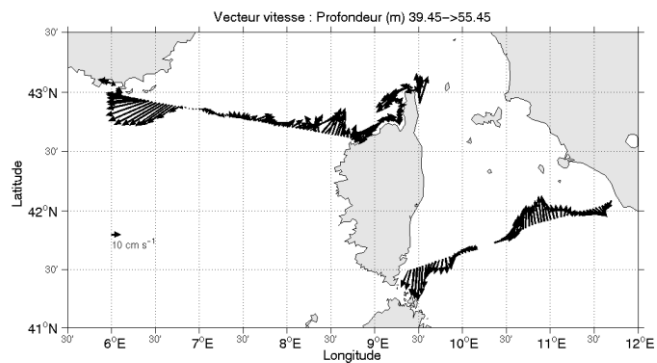 Vecteur vitesse : Profondeur (m) 39.45->55.45
30'
43°N
30'
42°N
30'
41°N
Latitude
10 cm s⁻¹
30' 6°E 30' 7°E 30' 8°E 30' 9°E 30' 10°E 30' 11°E 30' 12°E
Longitude